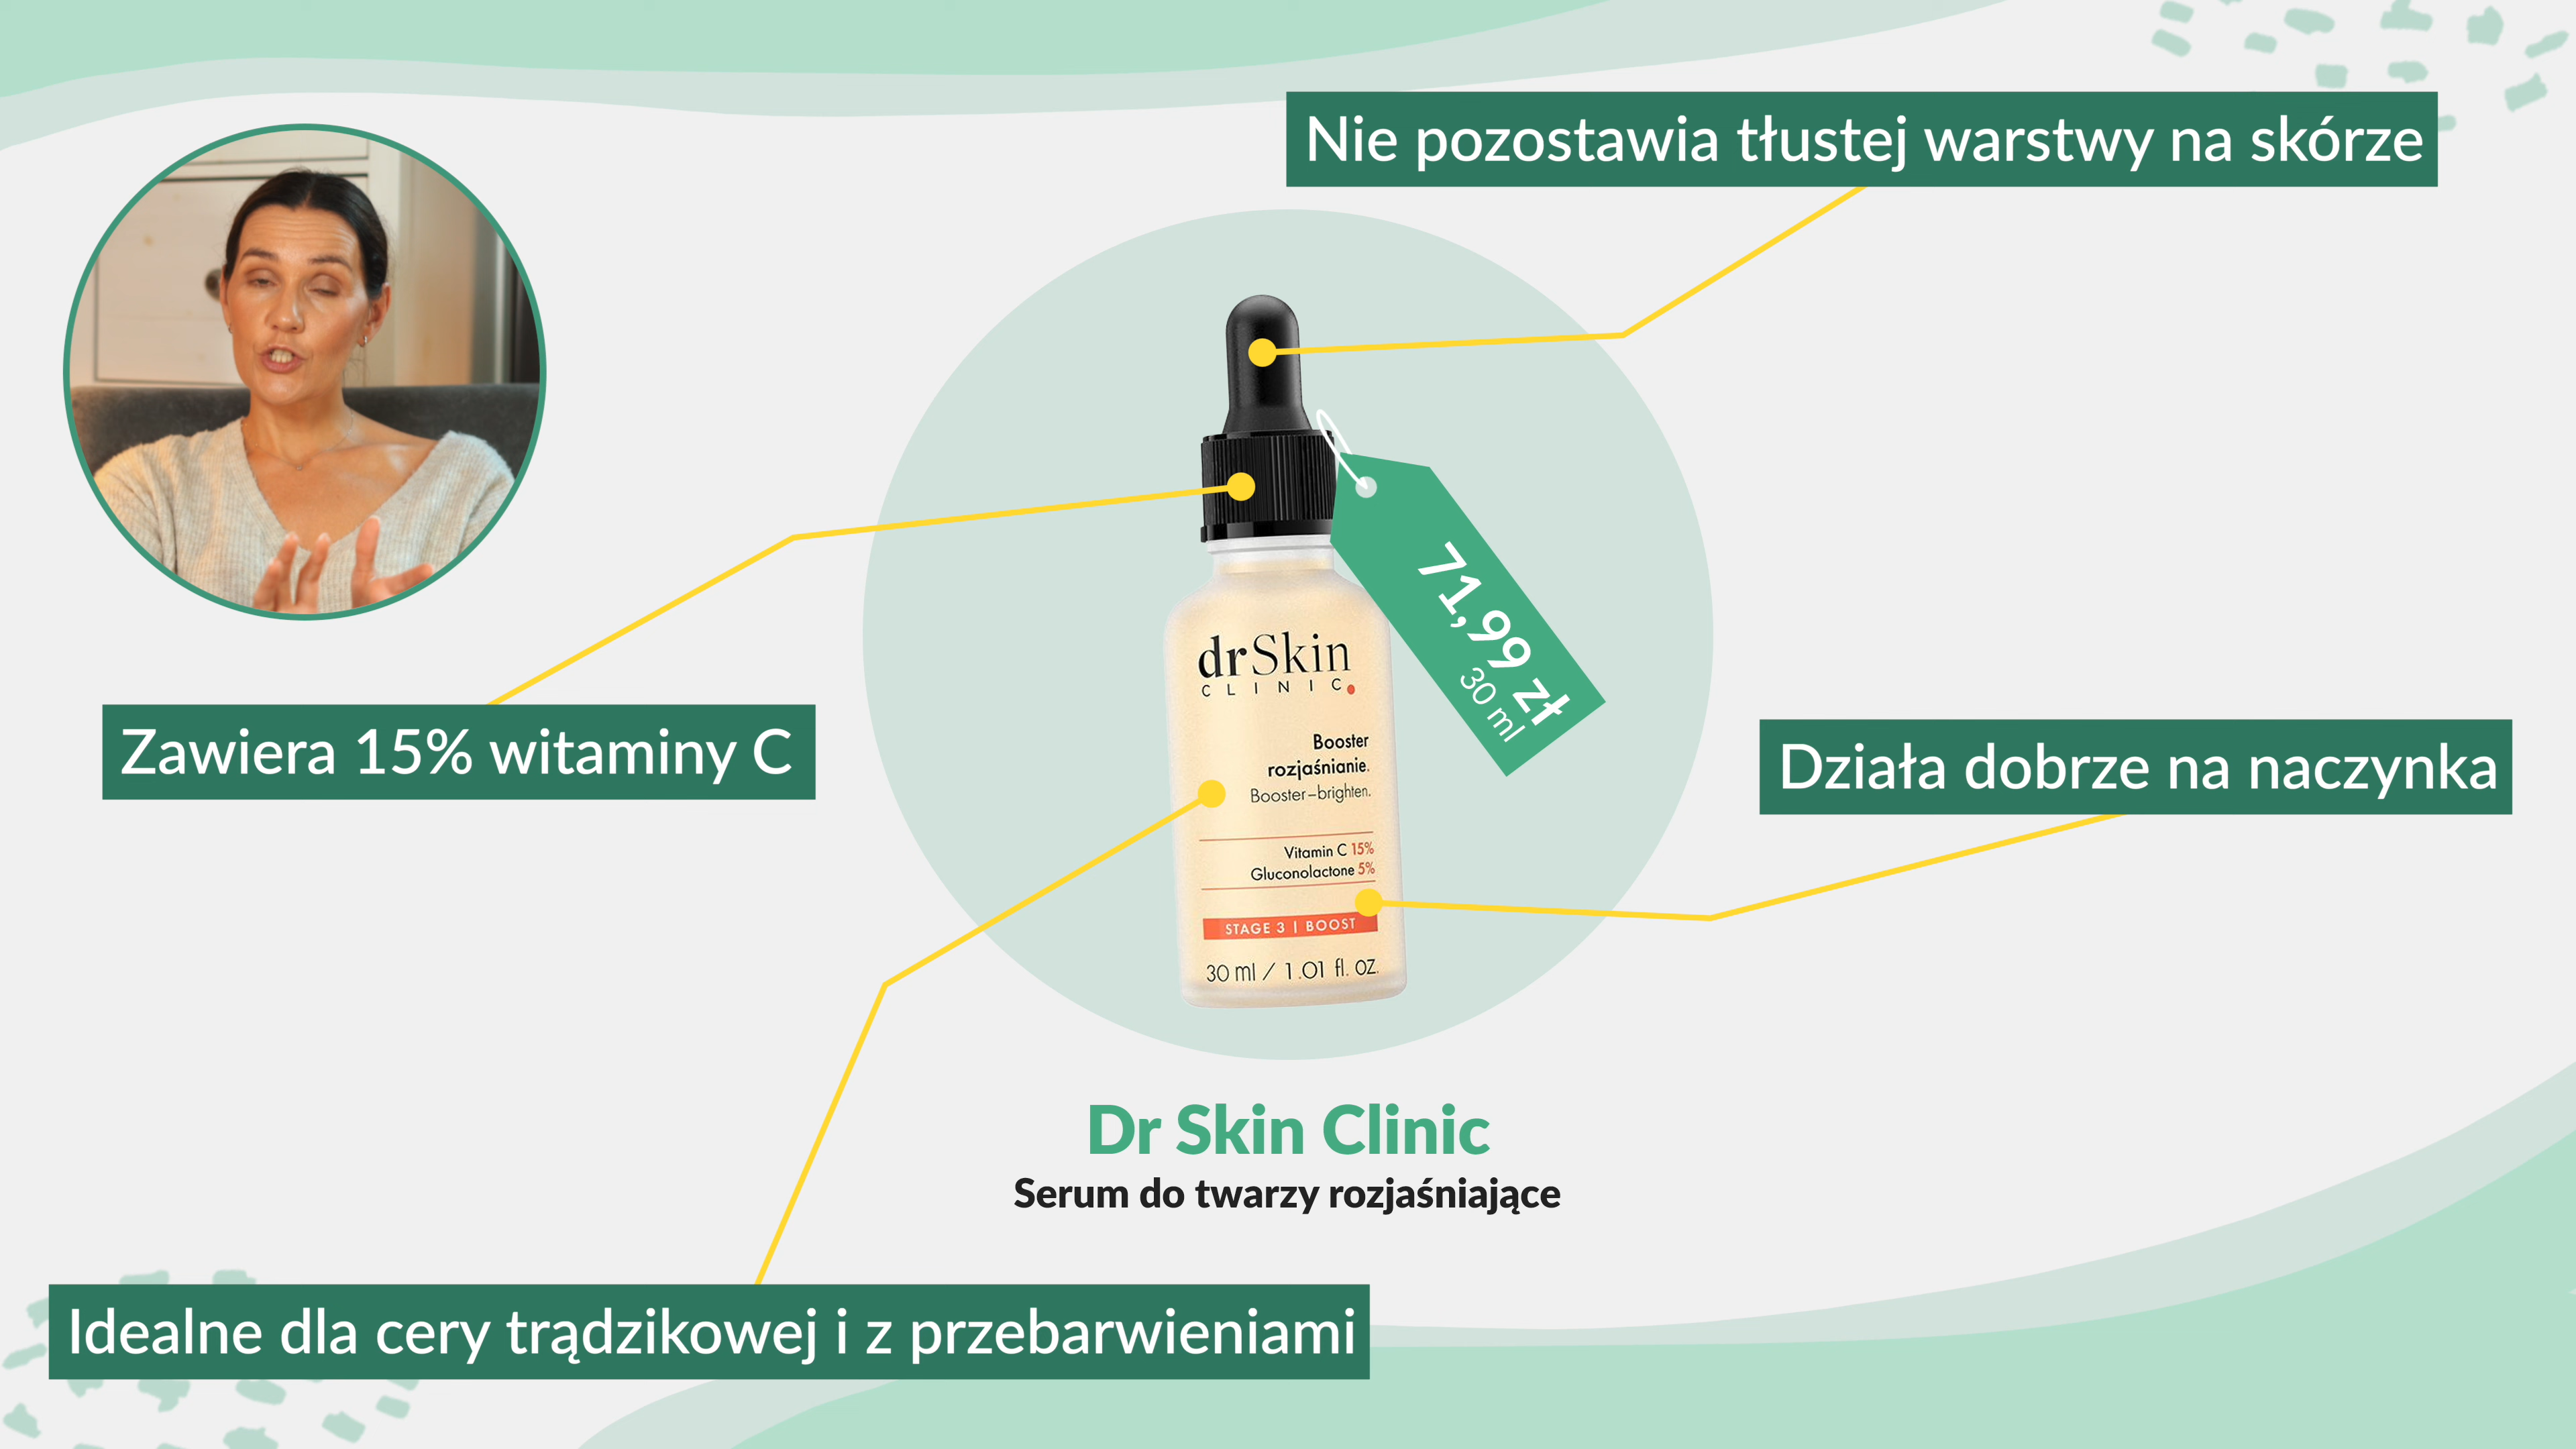 Nie pozostawia tłustej warstwy na skórze
Zawiera 15% witaminy C
71,99 zł
30 ml
drSkin
CLINIC.
Booster
rozjaśnianie.
Booster–brighten.
Vitamin C 15%
Gluconolactone 5%
STAGE 3 | BOOST
30 ml / 1.01 fl. oz.
Działa dobrze na naczynka
Dr Skin Clinic
Serum do twarzy rozjaśniające
Idealne dla cery trądzikowej i z przebarwieniami